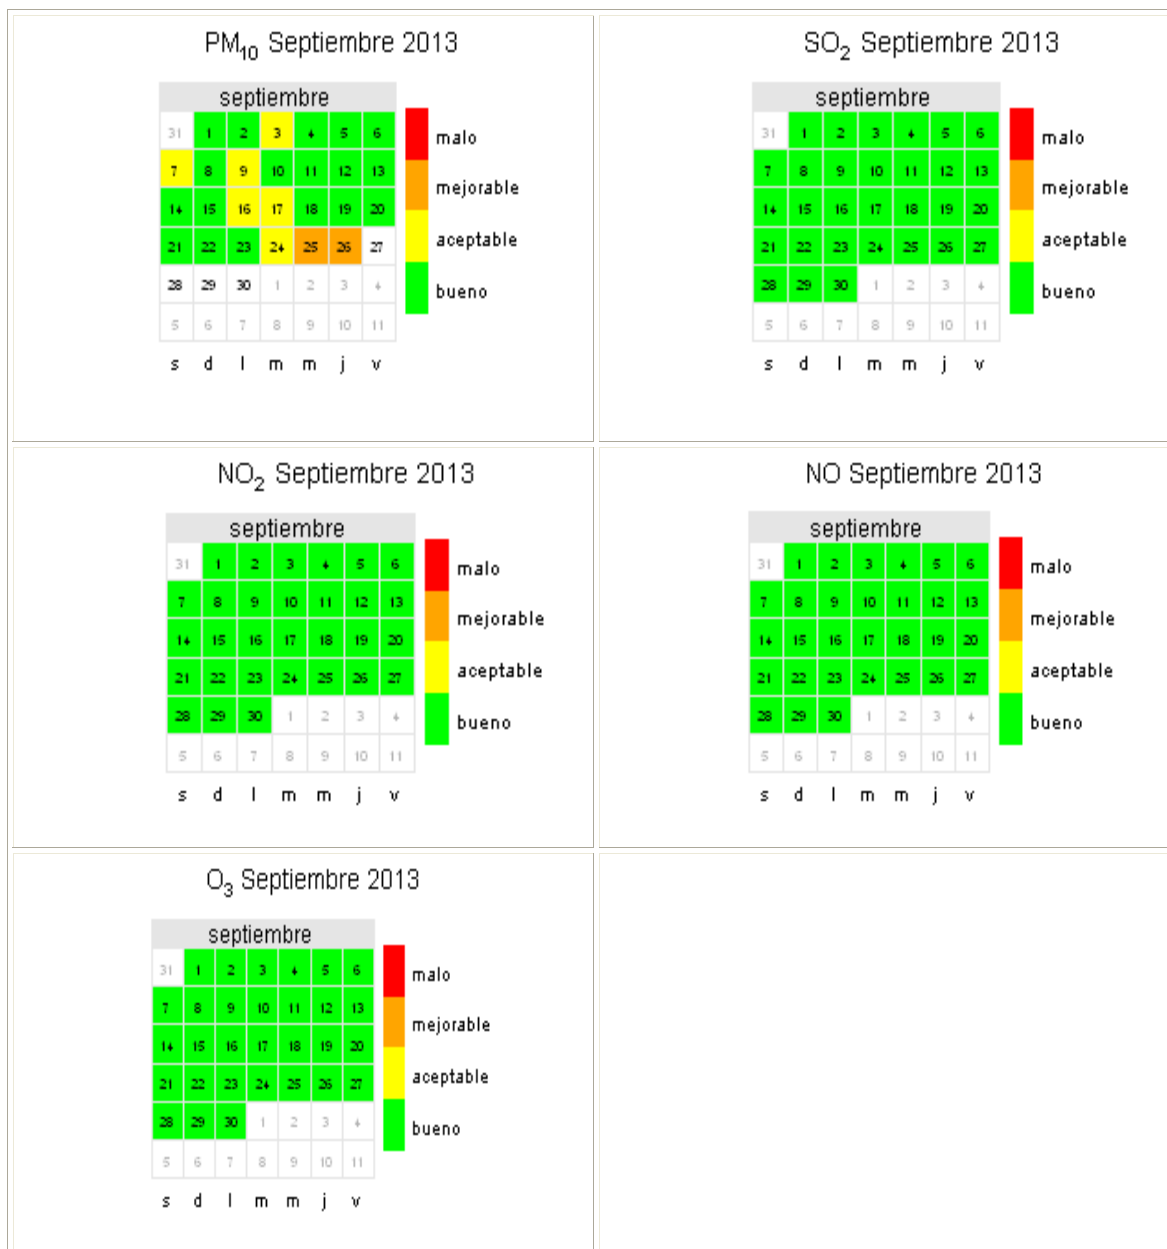 PM10 Septiembre 2013
septiembre
31 1 2 3 4 5 6
7 8 9 10 11 12 13
14 15 16 17 18 19 20
21 22 23 24 25 26 27
28 29 30 1 2 3 4
5 6 7 8 9 10 11
s d l m m j v
malo
mejorable
aceptable
bueno
SO2 Septiembre 2013
septiembre
31 1 2 3 4 5 6
7 8 9 10 11 12 13
14 15 16 17 18 19 20
21 22 23 24 25 26 27
28 29 30 1 2 3 4
5 6 7 8 9 10 11
s d l m m j v
malo
mejorable
aceptable
bueno
NO2 Septiembre 2013
septiembre
31 1 2 3 4 5 6
7 8 9 10 11 12 13
14 15 16 17 18 19 20
21 22 23 24 25 26 27
28 29 30 1 2 3 4
5 6 7 8 9 10 11
s d l m m j v
malo
mejorable
aceptable
bueno
NO Septiembre 2013
septiembre
31 1 2 3 4 5 6
7 8 9 10 11 12 13
14 15 16 17 18 19 20
21 22 23 24 25 26 27
28 29 30 1 2 3 4
5 6 7 8 9 10 11
s d l m m j v
malo
mejorable
aceptable
bueno
O3 Septiembre 2013
septiembre
31 1 2 3 4 5 6
7 8 9 10 11 12 13
14 15 16 17 18 19 20
21 22 23 24 25 26 27
28 29 30 1 2 3 4
5 6 7 8 9 10 11
s d l m m j v
malo
mejorable
aceptable
bueno